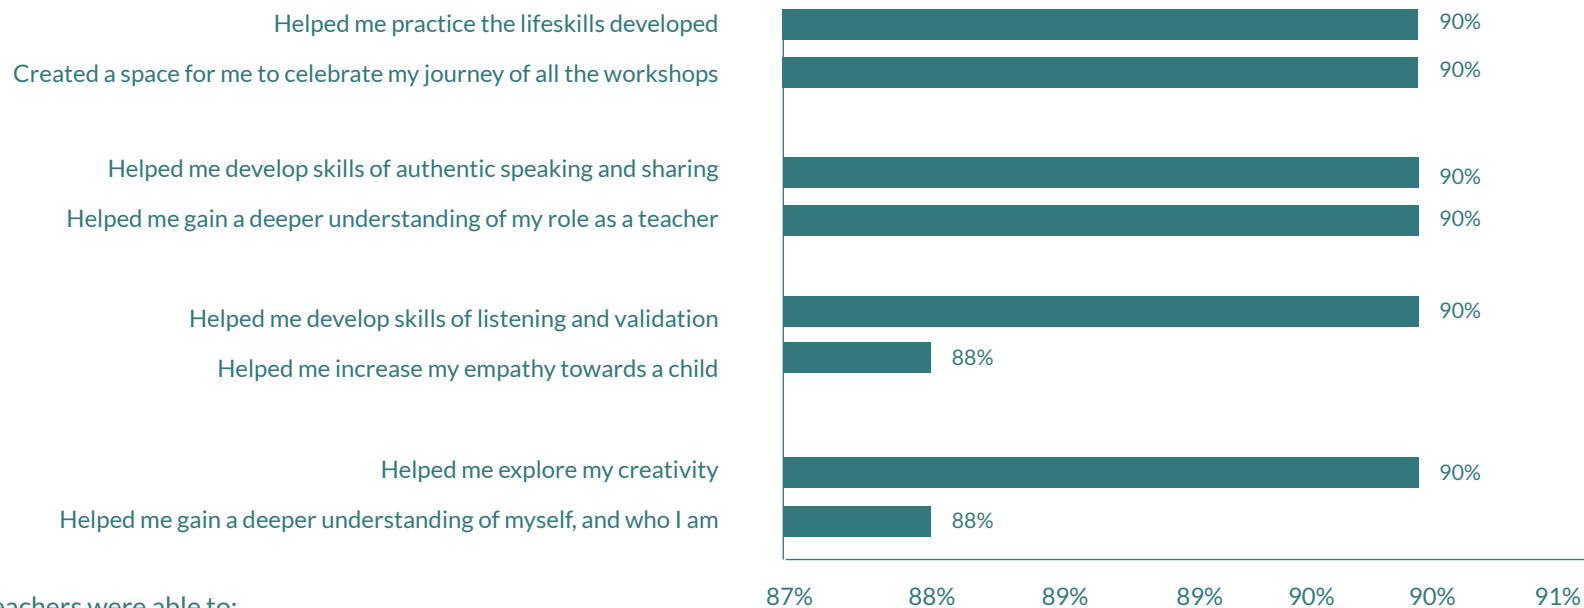 Helped me practice the lifeskills developed 90%
Created a space for me to celebrate my journey of all the workshops 90%
Helped me develop skills of authentic speaking and sharing 90%
Helped me gain a deeper understanding of my role as a teacher 90%
Helped me develop skills of listening and validation 90%
Helped me increase my empathy towards a child 88%
Helped me explore my creativity 90%
Helped me gain a deeper understanding of myself, and who I am 88%
87% 88% 89% 89% 90% 90% 91%
were able to: